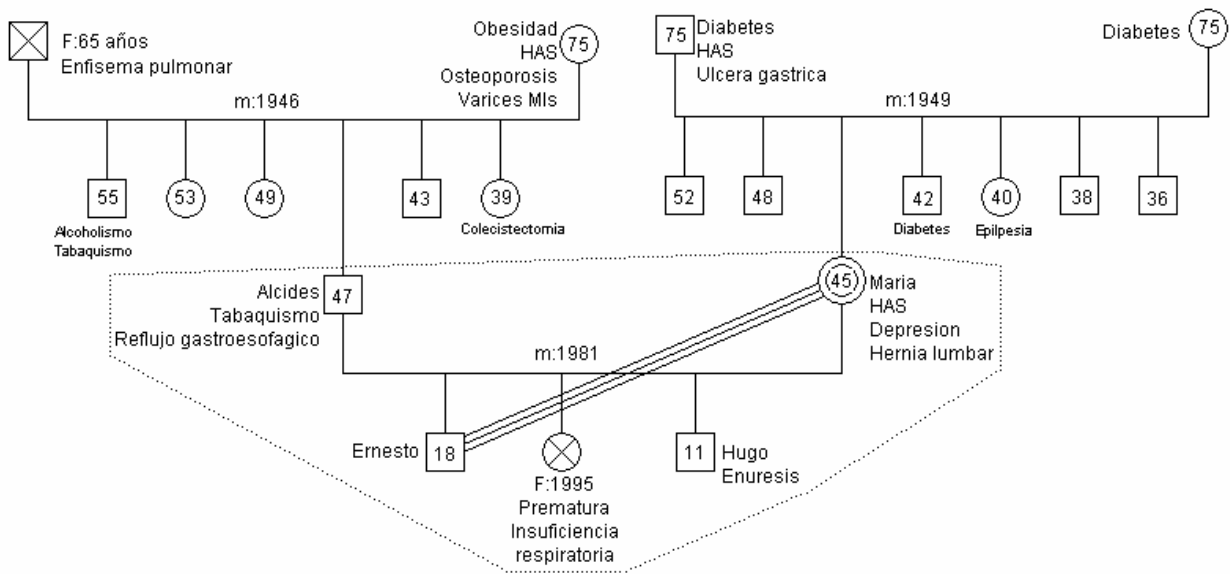 F:65 años
Enfisema pulmonar
Obesidad
HAS
Osteoporosis
Varices MIs
75
75
Diabetes
HAS
Ulcera gastrica
Diabetes
75
m:1946
m:1949
55
53
49
43
39
52
48
42
40
38
36
Alcoholismo
Tabaquismo
Colecistectomia
Diabetes
Epilpesia
Alcides
Tabaquismo
Reflujo gastroesofagico
47
45
Maria
HAS
Depresion
Hernia lumbar
m:1981
Ernesto
18
F:1995
Prematura
Insuficiencia
respiratoria
11
Hugo
Enuresis